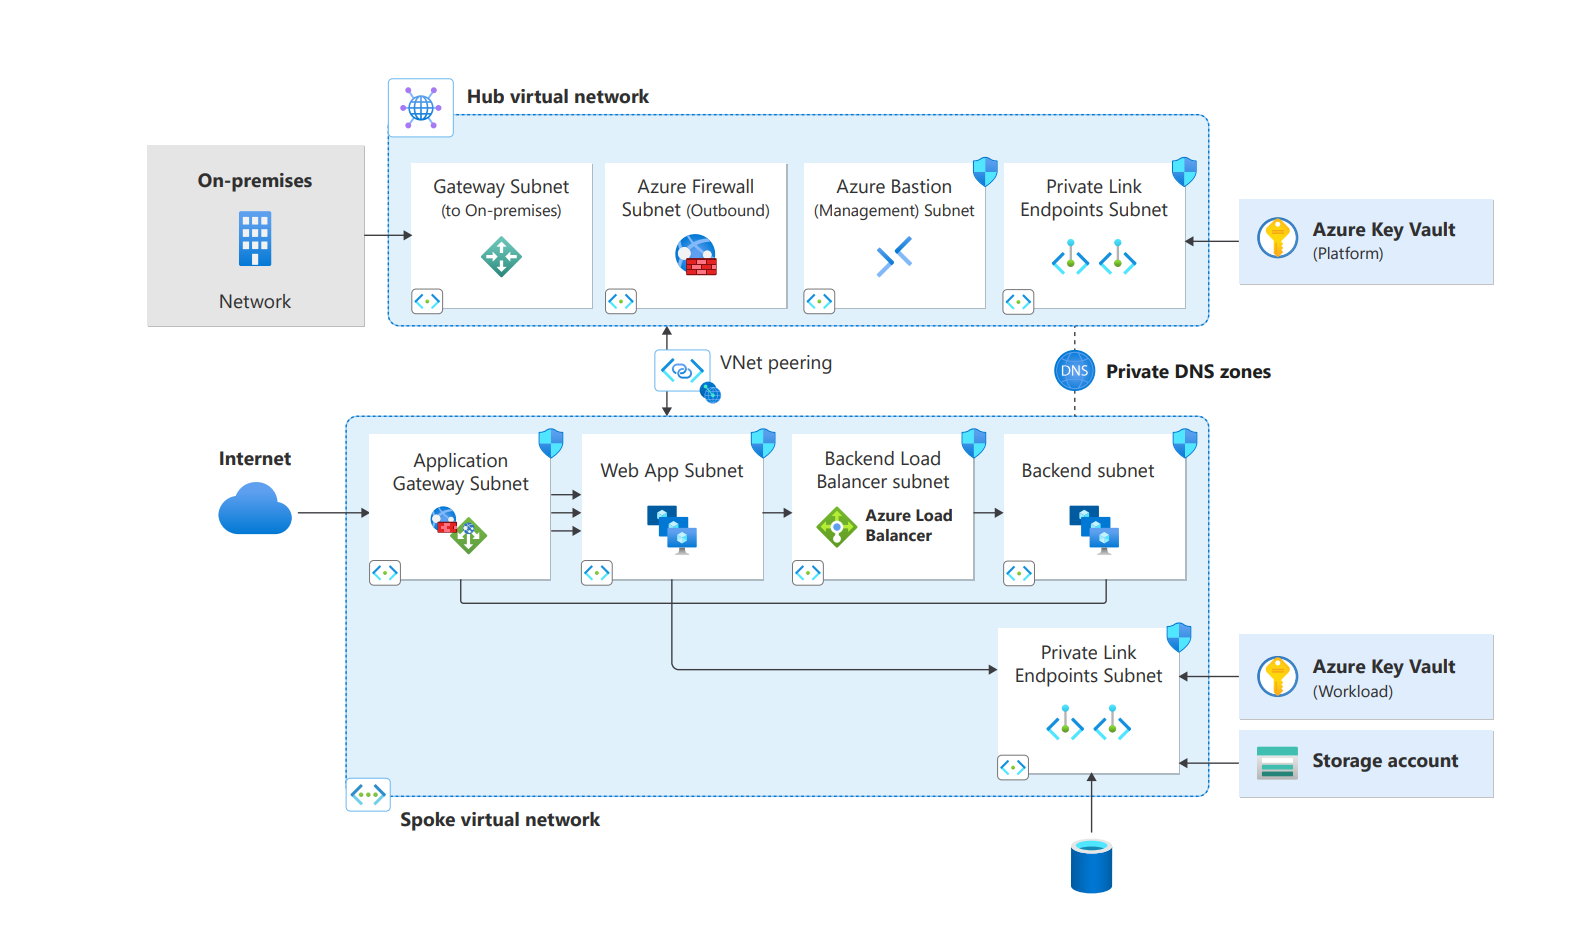 Hub virtual network
On-premises
Network
Gateway Subnet
(to On-premises)
Azure Firewall
Subnet (Outbound)
Azure Bastion
(Management) Subnet
Private Link
Endpoints Subnet
Azure Key Vault
(Platform)
VNet peering
DNS
Private DNS zones
Internet
Application
Gateway Subnet
Web App Subnet
Backend Load
Balancer subnet
Azure Load
Balancer
Backend subnet
Private Link
Endpoints Subnet
Azure Key Vault
(Workload)
Storage account
Spoke virtual network